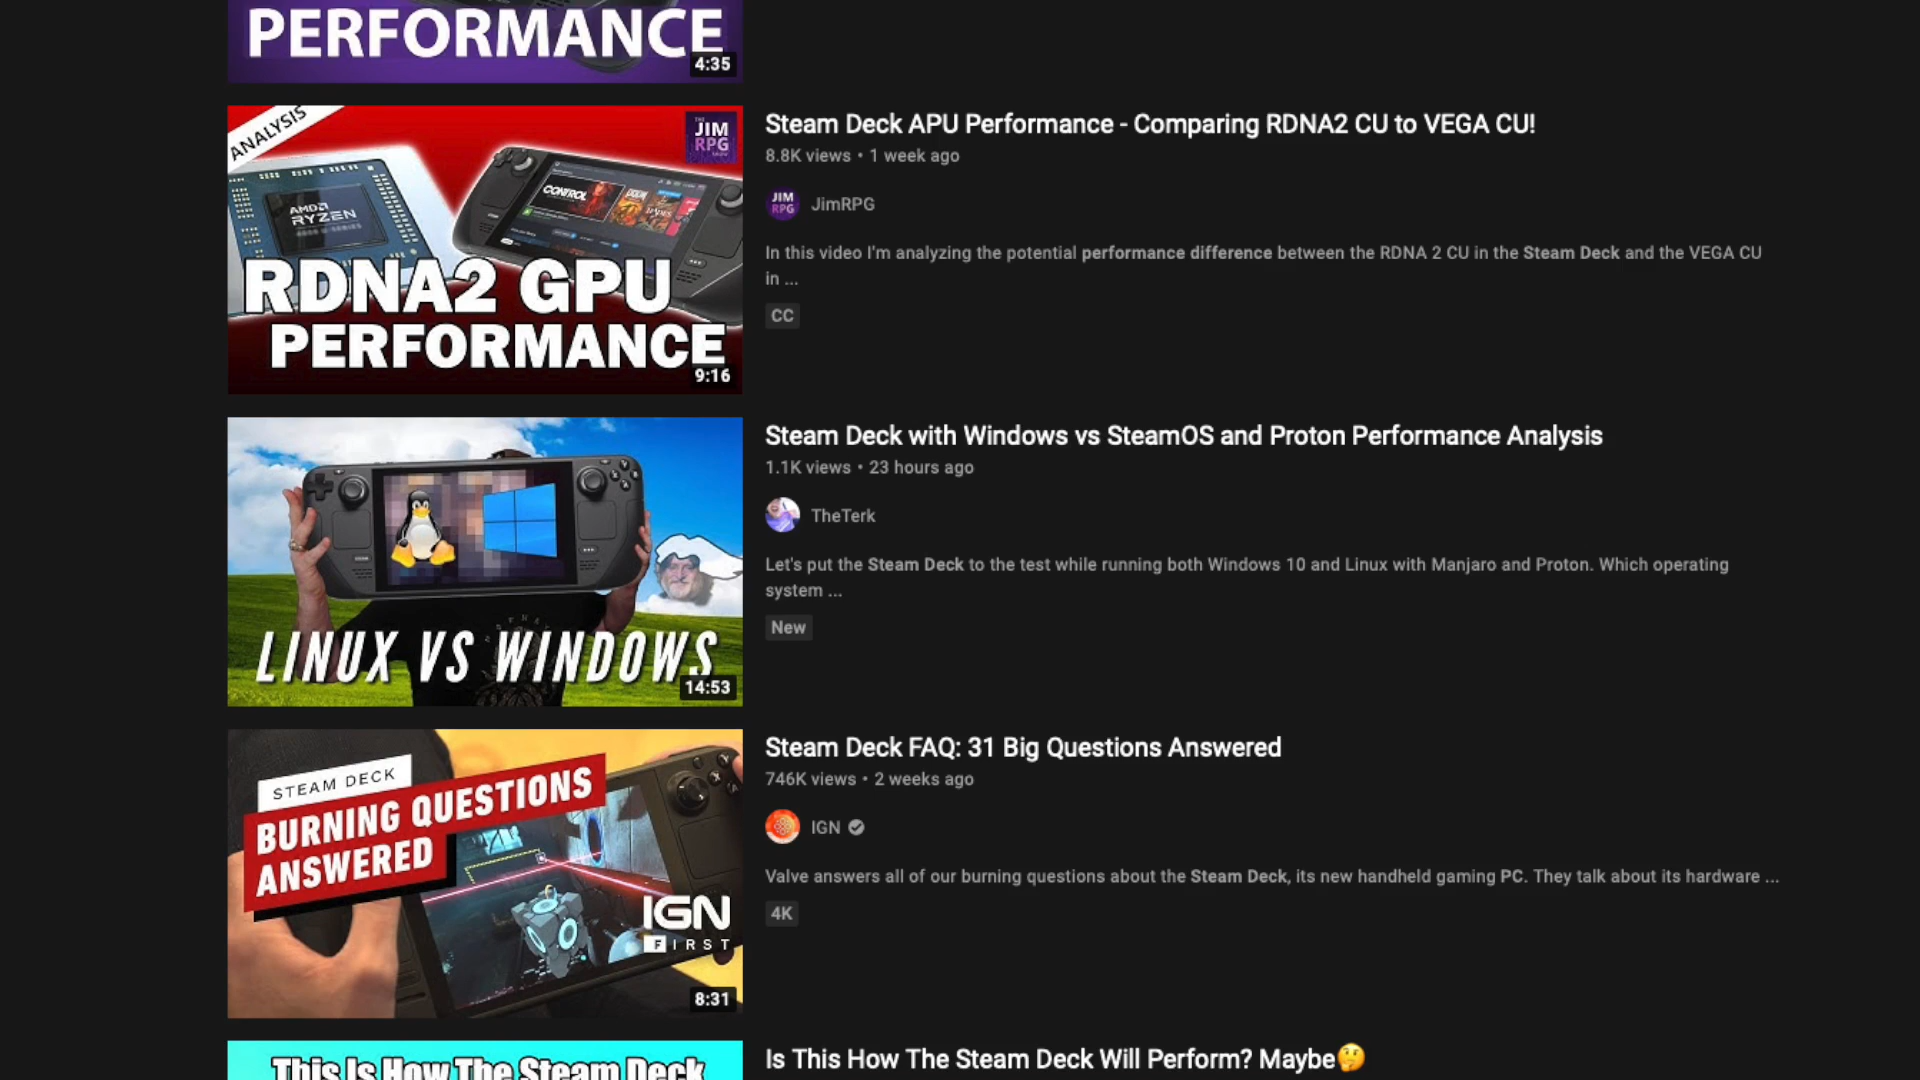 PERFORMANCE
4:35
ANALYSIS
JIM
RPG
AMD
RYZEN
CONTROL
RDNA2 GPU
PERFORMANCE
9:16
Steam Deck APU Performance - Comparing RDNA2 CU to VEGA CU!
8.8K views • 1 week ago
JIM
RPG
JimRPG
In this video I'm analyzing the potential performance difference between the RDNA 2 CU in the Steam Deck and the VEGA CU
in ...
CC
LINUX VS WINDOWS
14:53
Steam Deck with Windows vs SteamOS and Proton Performance Analysis
1.1K views • 23 hours ago
TheTerk
Let's put the Steam Deck to the test while running both Windows 10 and Linux with Manjaro and Proton. Which operating
system ...
New
STEAM DECK
BURNING QUESTIONS
ANSWERED
IGN
FIRST
8:31
Steam Deck FAQ: 31 Big Questions Answered
746K views • 2 weeks ago
IGN
Valve answers all of our burning questions about the Steam Deck, its new handheld gaming PC. They talk about its hardware ...
4K
This Is How The Steam Deck
Is This How The Steam Deck Will Perform? Maybe🤔